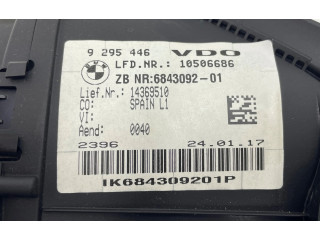 9 295 446 VDO
LFD.NR.: 10506686
ZB NR:6843092-01
Lief.Nr.: 14369510
CO: SPAIN L1
VI:
Aend: 0040
2396 24.01.17
IK684309201P